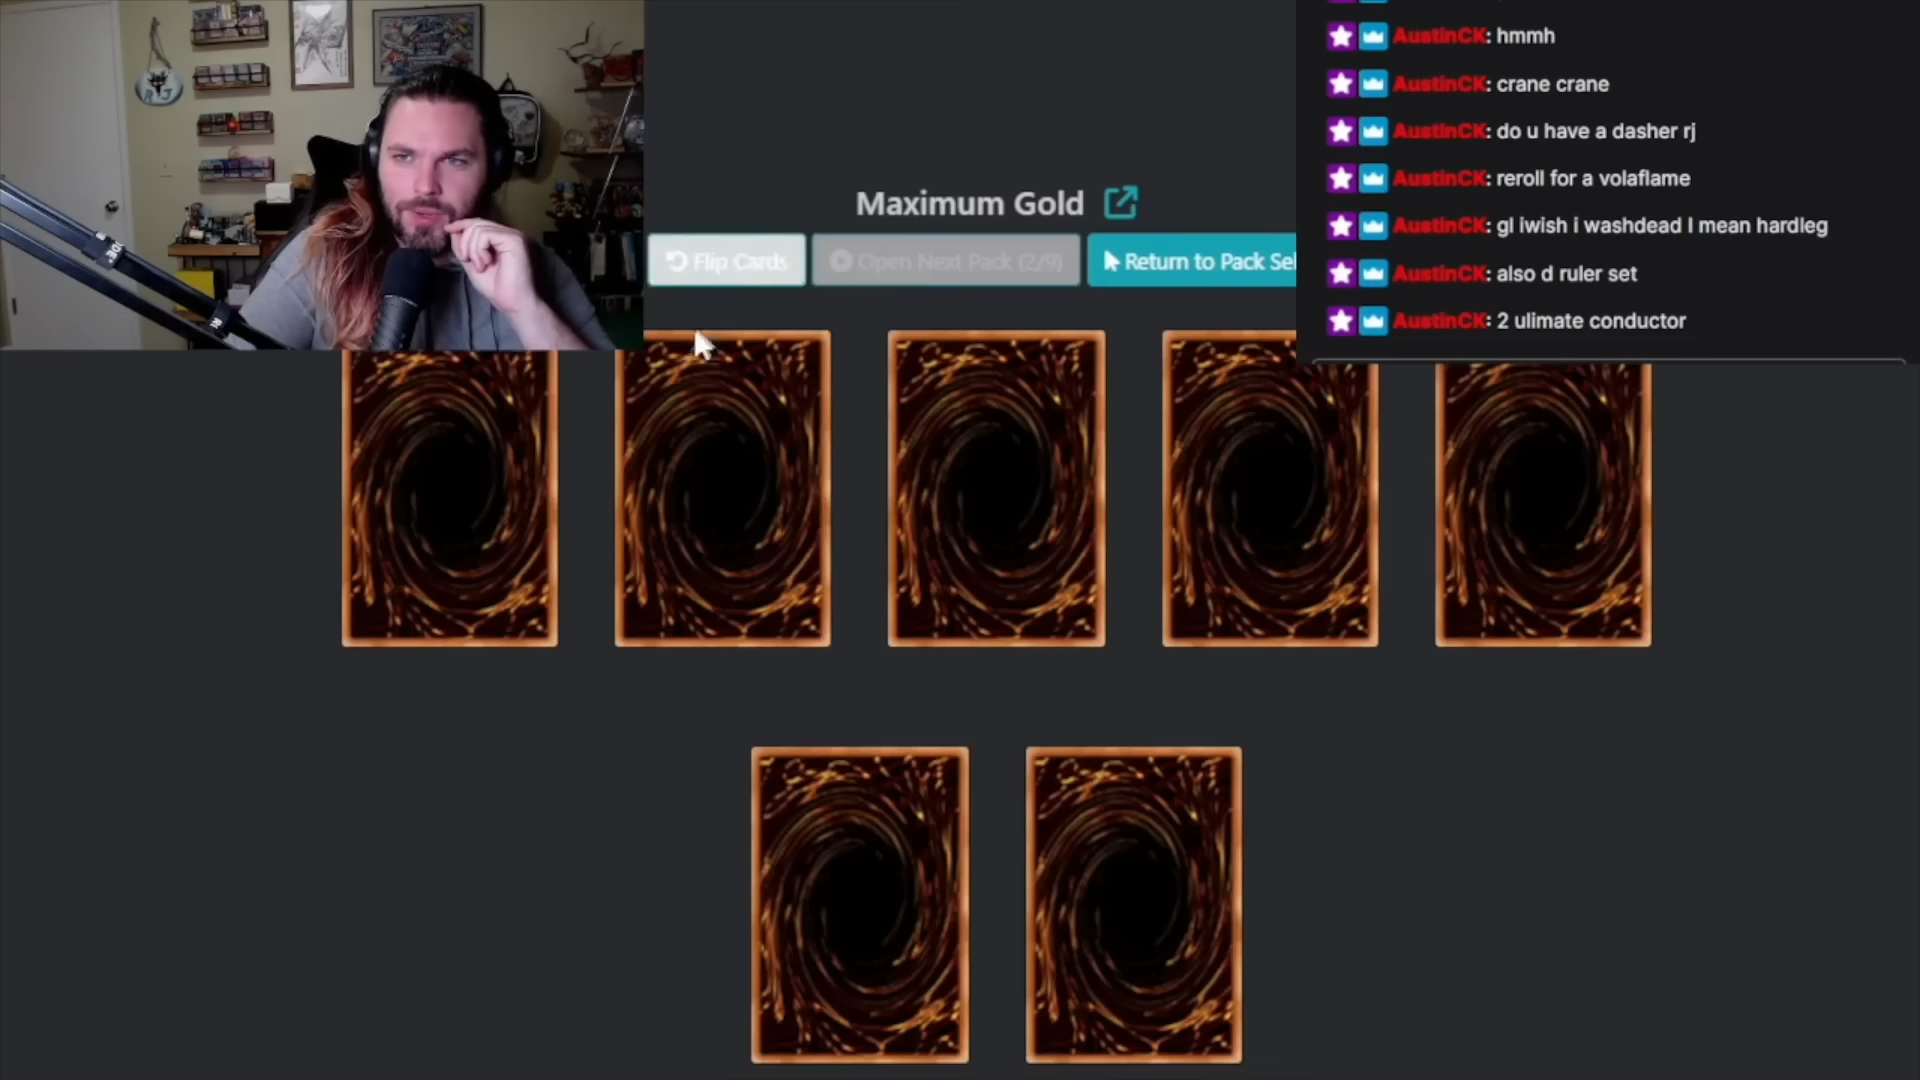 Maximum Gold
Flip Cards
Open Next Pack (2/9)
Return to Pack Sel
AustinCK: hmmh
AustinCK: crane crane
AustinCK: do u have a dasher rj
AustinCK: reroll for a volaflame
AustinCK: gl iwish i washdead I mean hardleg
AustinCK: also d ruler set
AustinCK: 2 ulimate conductor